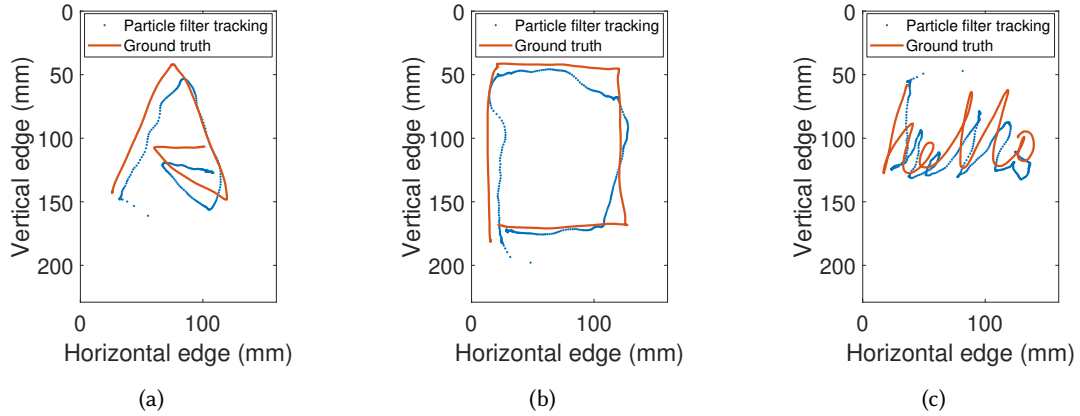 0
50
100
150
200
0
100
Vertical edge (mm)
Horizontal edge (mm)
Particle filter tracking
Ground truth
(a)
0
50
100
150
200
0
100
Vertical edge (mm)
Horizontal edge (mm)
Particle filter tracking
Ground truth
(b)
0
50
100
150
200
0
100
Vertical edge (mm)
Horizontal edge (mm)
Particle filter tracking
Ground truth
hello
(c)